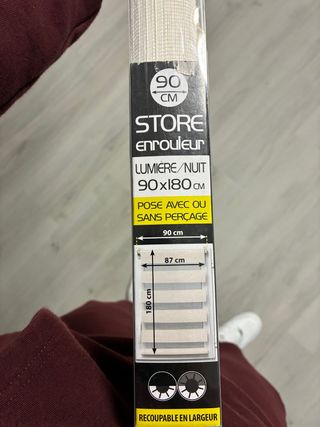 90
CM
STORE
enrouleur
LUMIÈRE/NUIT
90x180 CM
POSE AVEC OU
SANS PERÇAGE
90 cm
87 cm
180 cm
RECOUPABLE EN LARGEUR